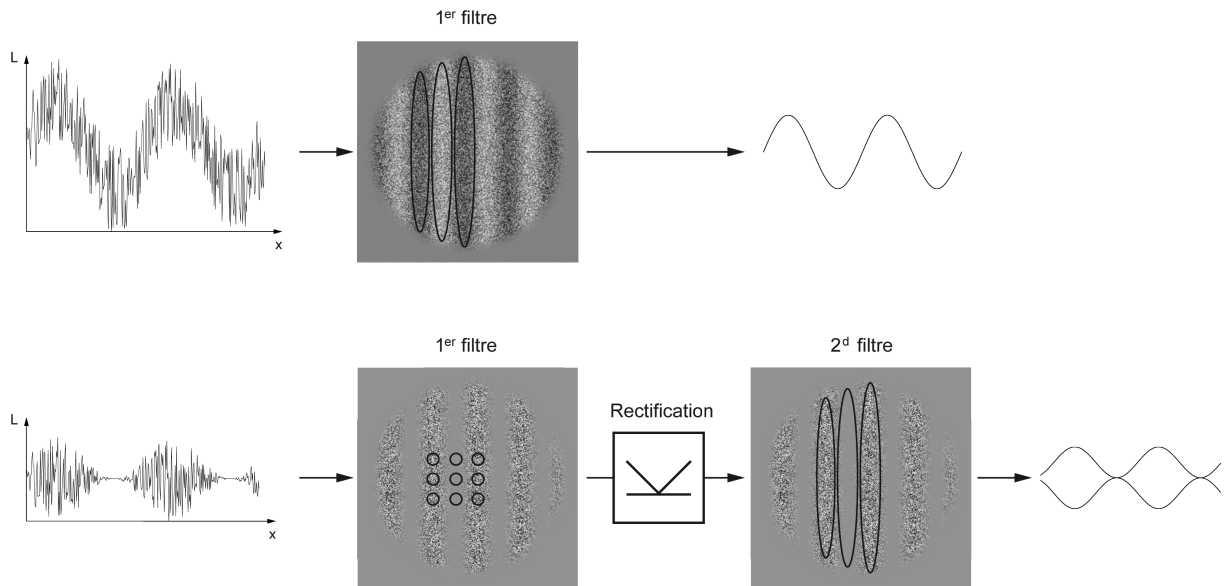 1er filtre
L
x
1er filtre
2d filtre
Rectification
L
x